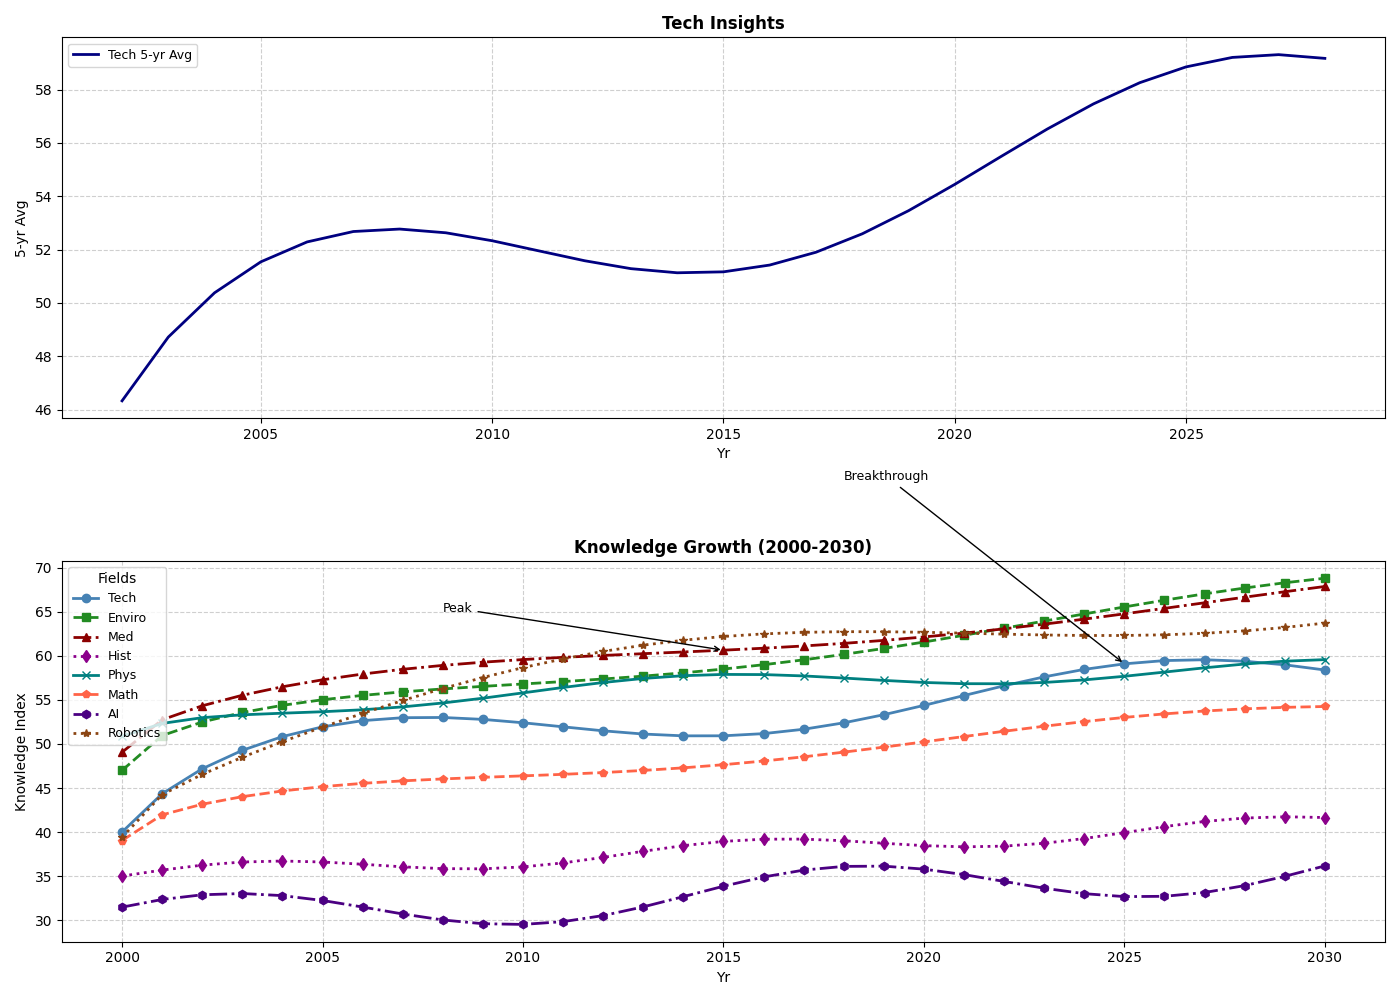 Tech Insights
Tech 5-yr Avg
5-yr Avg
58
56
54
52
50
48
46
2005 2010 2015 2020 2025
Yr
Breakthrough
Knowledge Growth (2000-2030)
Peak
Fields
Tech
Enviro
Med
Hist
Phys
Math
AI
Robotics
Knowledge Index
70
65
60
55
50
45
40
35
30
2000 2005 2010 2015 2020 2025 2030
Yr